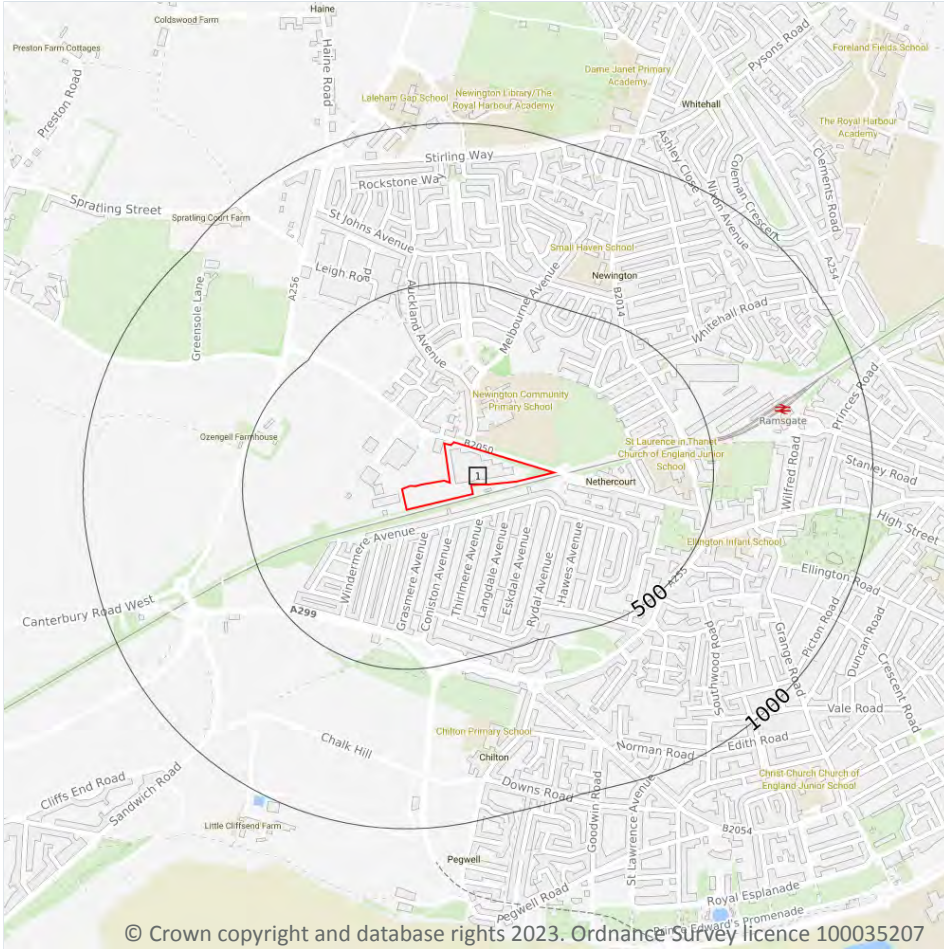 Haine
Coldswood Farm
Pysons Road
Preston Farm Cottages
Haine Road
Foreland Fields School
Dame Janet Primary
Academy
Preston Road
Laleham Gap School
Newington Library/The
Royal Harbour Academy
Whitehall
The Royal Harbour
Academy
Ashley Close
Stirling Way
Coleman Crescent
Clements Road
Rockstone Way
Nixon Avenue
Spratling Street
Spratling Court Farm
St Johns Avenue
Small Haven School
A254
Leigh Road
Newington
Greensole Lane
A256
Auckland Avenue
Melbourne Avenue
B2014
Whitehall Road
Princes Road
Newington Community
Primary School
Ramsgate
Ozengell Farmhouse
B2050
St Laurence in Thanet
Church of England Junior
School
Stanley Road
1
Nethercourt
Wilfred Road
High Street
Windermere Avenue
Ellington Infant School
Grasmere Avenue
Coniston Avenue
Thirlmere Avenue
Langdale Avenue
Eskdale Avenue
Rydal Avenue
Hawes Avenue
Ellington Road
A255
500
Canterbury Road West
A299
Picton Road
Duncan Road
Southwood Road
Grange Road
Crescent Road
1000
Vale Road
Chilton Primary School
Chalk Hill
Norman Road
Edith Road
Chilton
Christ Church Church of
England Junior School
Cliffs End Road
Sandwich Road
Downs Road
Goodwin Road
St Lawrence Avenue
Little Cliffsend Farm
B2054
Pegwell
Pegwell Road
Royal Esplanade
Prince Edward's Promenade
© Crown copyright and database rights 2023. Ordnance Survey licence 100035207